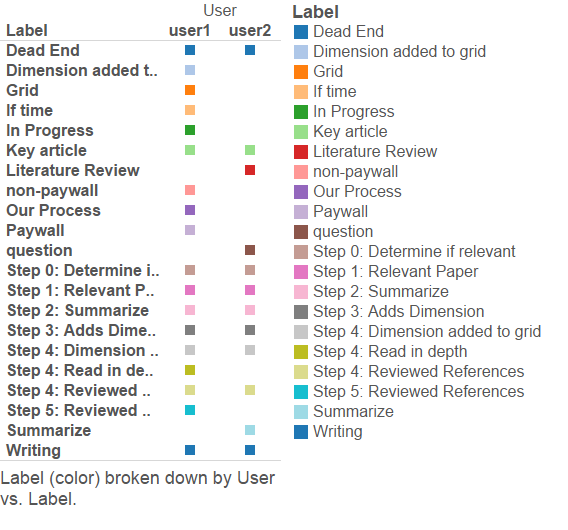 User
Label user1 user2
Dead End
Dimension added t..
Grid
If time
In Progress
Key article
Literature Review
non-paywall
Our Process
Paywall
question
Step 0: Determine i..
Step 1: Relevant P..
Step 2: Summarize
Step 3: Adds Dime..
Step 4: Dimension ..
Step 4: Read in de..
Step 4: Reviewed ..
Step 5: Reviewed ..
Summarize
Writing
Label (color) broken down by User
vs. Label.
Label
Dead End
Dimension added to grid
Grid
If time
In Progress
Key article
Literature Review
non-paywall
Our Process
Paywall
question
Step 0: Determine if relevant
Step 1: Relevant Paper
Step 2: Summarize
Step 3: Adds Dimension
Step 4: Dimension added to grid
Step 4: Read in depth
Step 4: Reviewed References
Step 5: Reviewed References
Summarize
Writing